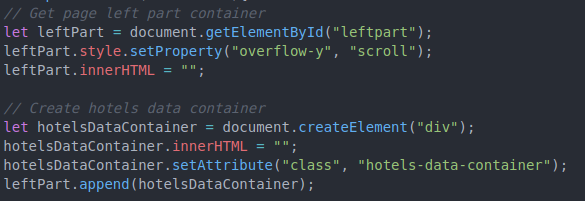 // Get page left part container
let leftPart = document.getElementById("leftpart");
leftPart.style.setProperty("overflow-y", "scroll");
leftPart.innerHTML = "";

// Create hotels data container
let hotelsDataContainer = document.createElement("div");
hotelsDataContainer.innerHTML = "";
hotelsDataContainer.setAttribute("class", "hotels-data-container");
leftPart.append(hotelsDataContainer);